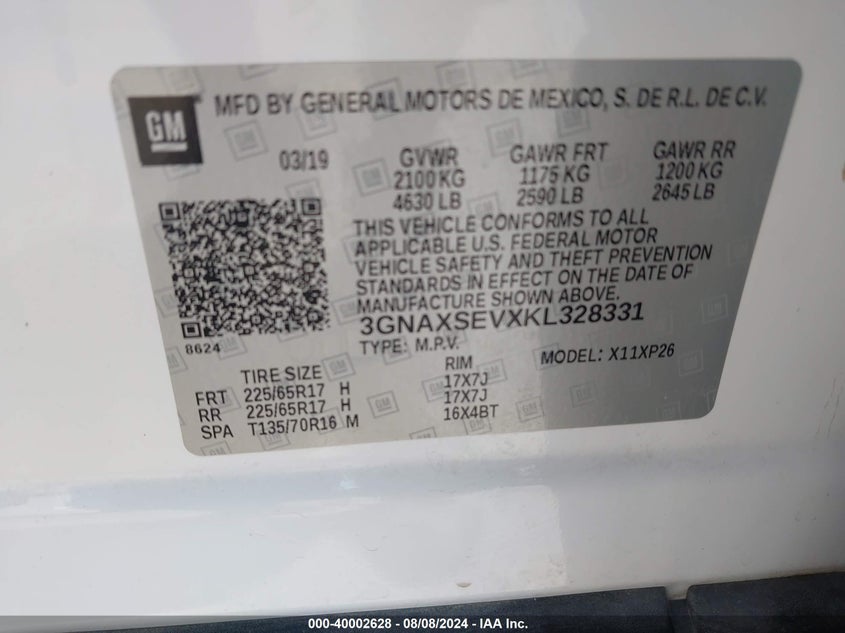 GM ® MFD BY GENERAL MOTORS DE MEXICO, S. DE R.L. DE C.V.
03/19 GVWR GAWR FRT GAWR RR
2100 KG 1175 KG 1200 KG
4630 LB 2590 LB 2645 LB
THIS VEHICLE CONFORMS TO ALL
APPLICABLE U.S. FEDERAL MOTOR
VEHICLE SAFETY AND THEFT PREVENTION
STANDARDS IN EFFECT ON THE DATE OF
MANUFACTURE SHOWN ABOVE.
3GNAXSEVXKL328331
8624
TYPE: M.P.V. MODEL: X11XP26
TIRE SIZE RIM
FRT 225/65R17 H 17X7J
RR 225/65R17 H 17X7J
SPA T135/70R16 M 16X4BT
000-40002628 - 08/08/2024 - IAA Inc.